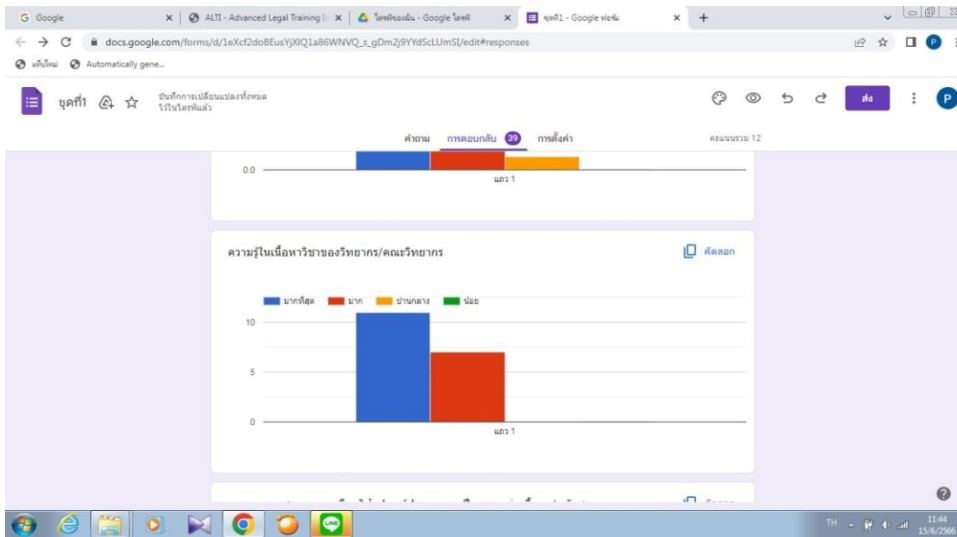 Google
ALTI - Advanced Legal Training In
ไดรฟ์ของฉัน - Google ไดรฟ์
ชุดที่1 - Google ฟอร์ม
docs.google.com/forms/d/1eXcf2doBEusYjXIQ1a86WNVQ_s_gDm2j9YYdScLUmSI/edit#responses
แท็บใหม่
Automatically gene...
ชุดที่1
บันทึกการเปลี่ยนแปลงทั้งหมด
ไว้ในไดรฟ์แล้ว
ส่ง
P
คำถาม
การตอบกลับ 39
การตั้งค่า
คะแนนรวม 12
0.0
แถว 1
ความรู้ในเนื้อหาวิชาของวิทยากร/คณะวิทยากร
คัดลอก
มากที่สุด มาก ปานกลาง น้อย
10
5
0
แถว 1
TH
11:44
15/6/2566